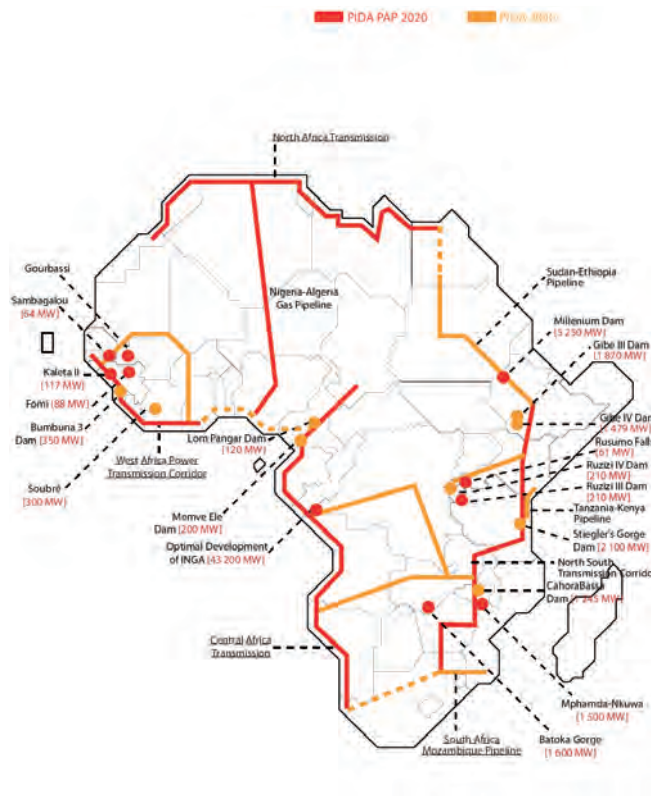 PIDA PAP 2020
North Africa Transmission
Gourbassi
Sambagalou
[64 MW]
Kaleta II
[117 MW]
Fomi [88 MW]
Bumbuna 3
Dam [350 MW]
Soubré
[300 MW]
West Africa Power
Transmission Corridor
Nigeria-Algeria
Gas Pipeline
Lom Pangar Dam
[120 MW]
Memve Ele
Dam [200 MW]
Optimal Development
of INGA [43 200 MW]
Central Africa
Transmission
Sudan-Ethiopia
Pipeline
Millenium Dam
[5 250 MW]
Gibe III Dam
[1 870 MW]
Gibe IV Dam
479 MW]
Rusumo Falls
[61 MW]
Ruzizi IV Dam
[210 MW]
Ruzizi III Dam
[210 MW]
Tanzania-Kenya
Pipeline
Stiegler's Gorge
Dam [2 100 MW]
North South
Transmission Corridor
CahoraBassa
Dam 245 MW]
Mphamda-Nkuwa
[1 500 MW]
Batoka Gorge
[1 600 MW]
South Africa
Mozambique Pipeline